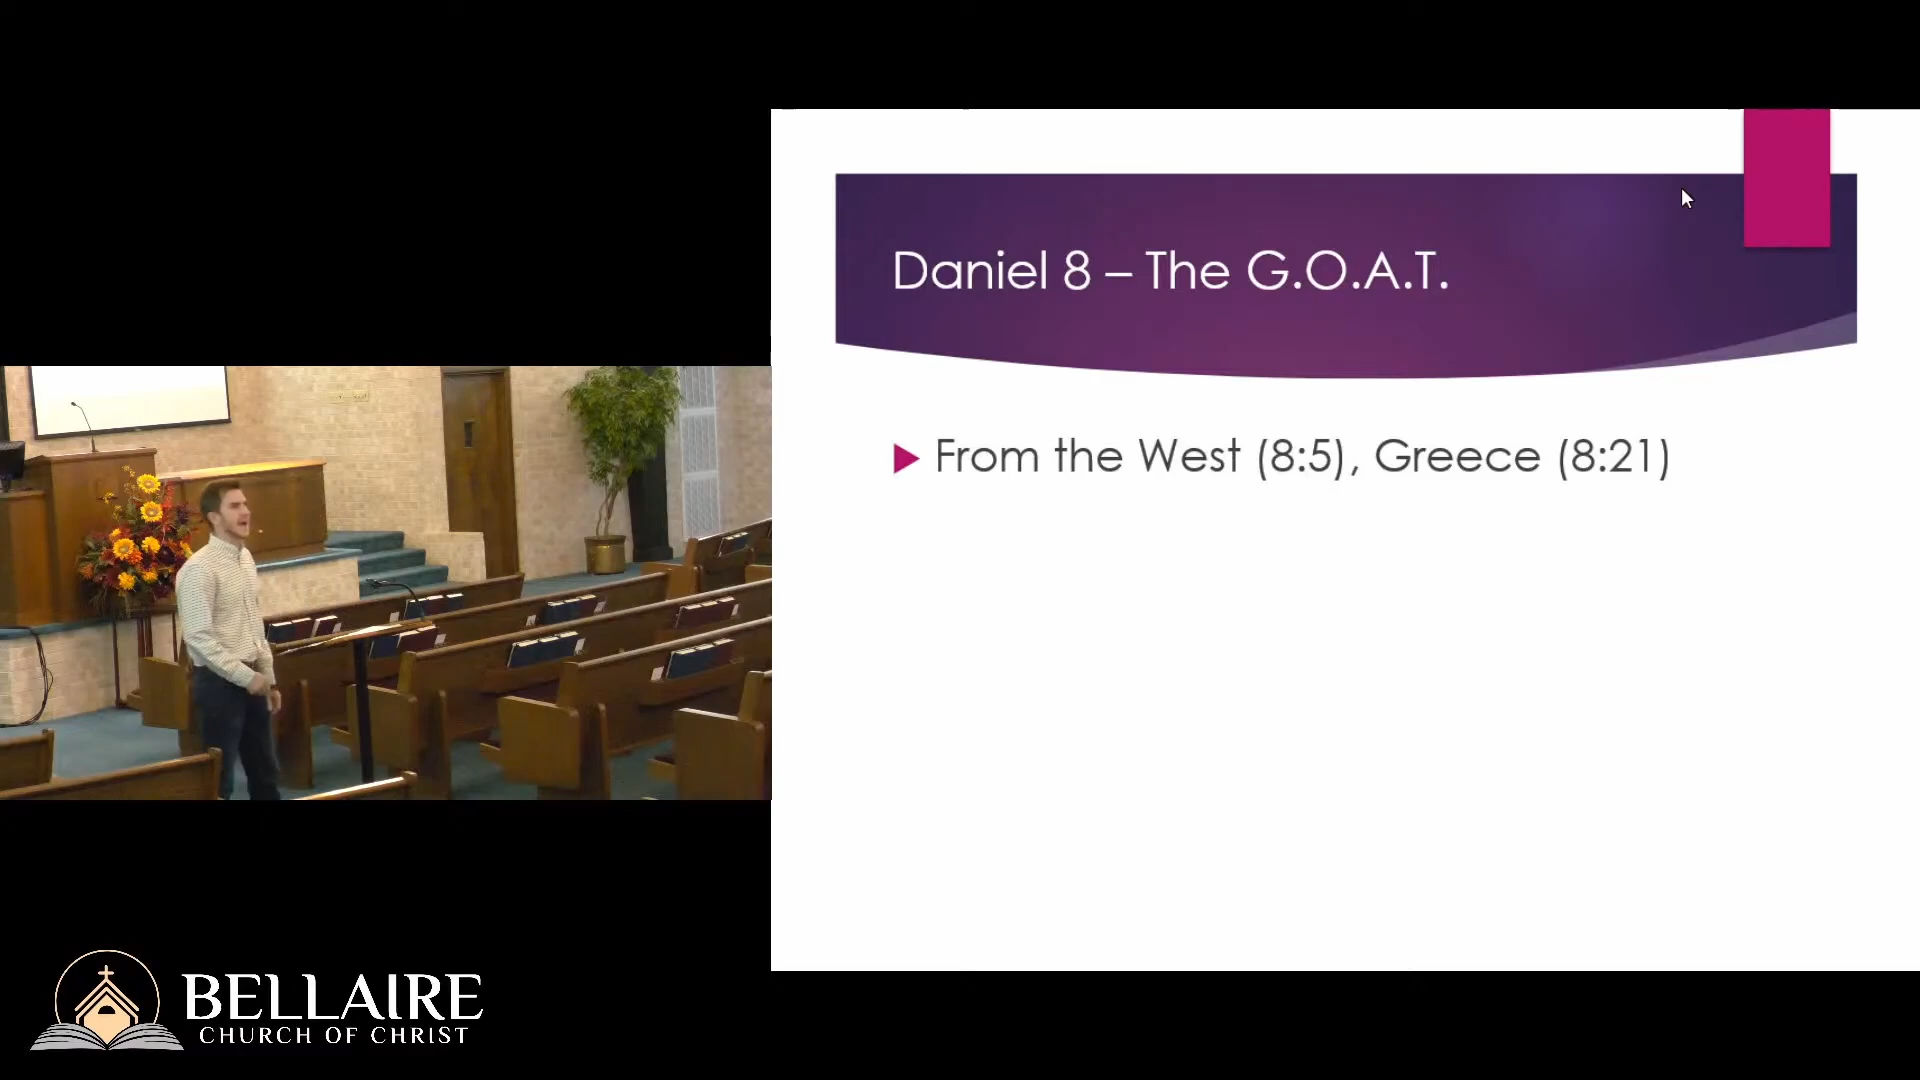 Daniel 8 – The G.O.A.T.
From the West (8:5), Greece (8:21)
BELLAIRE
CHURCH OF CHRIST